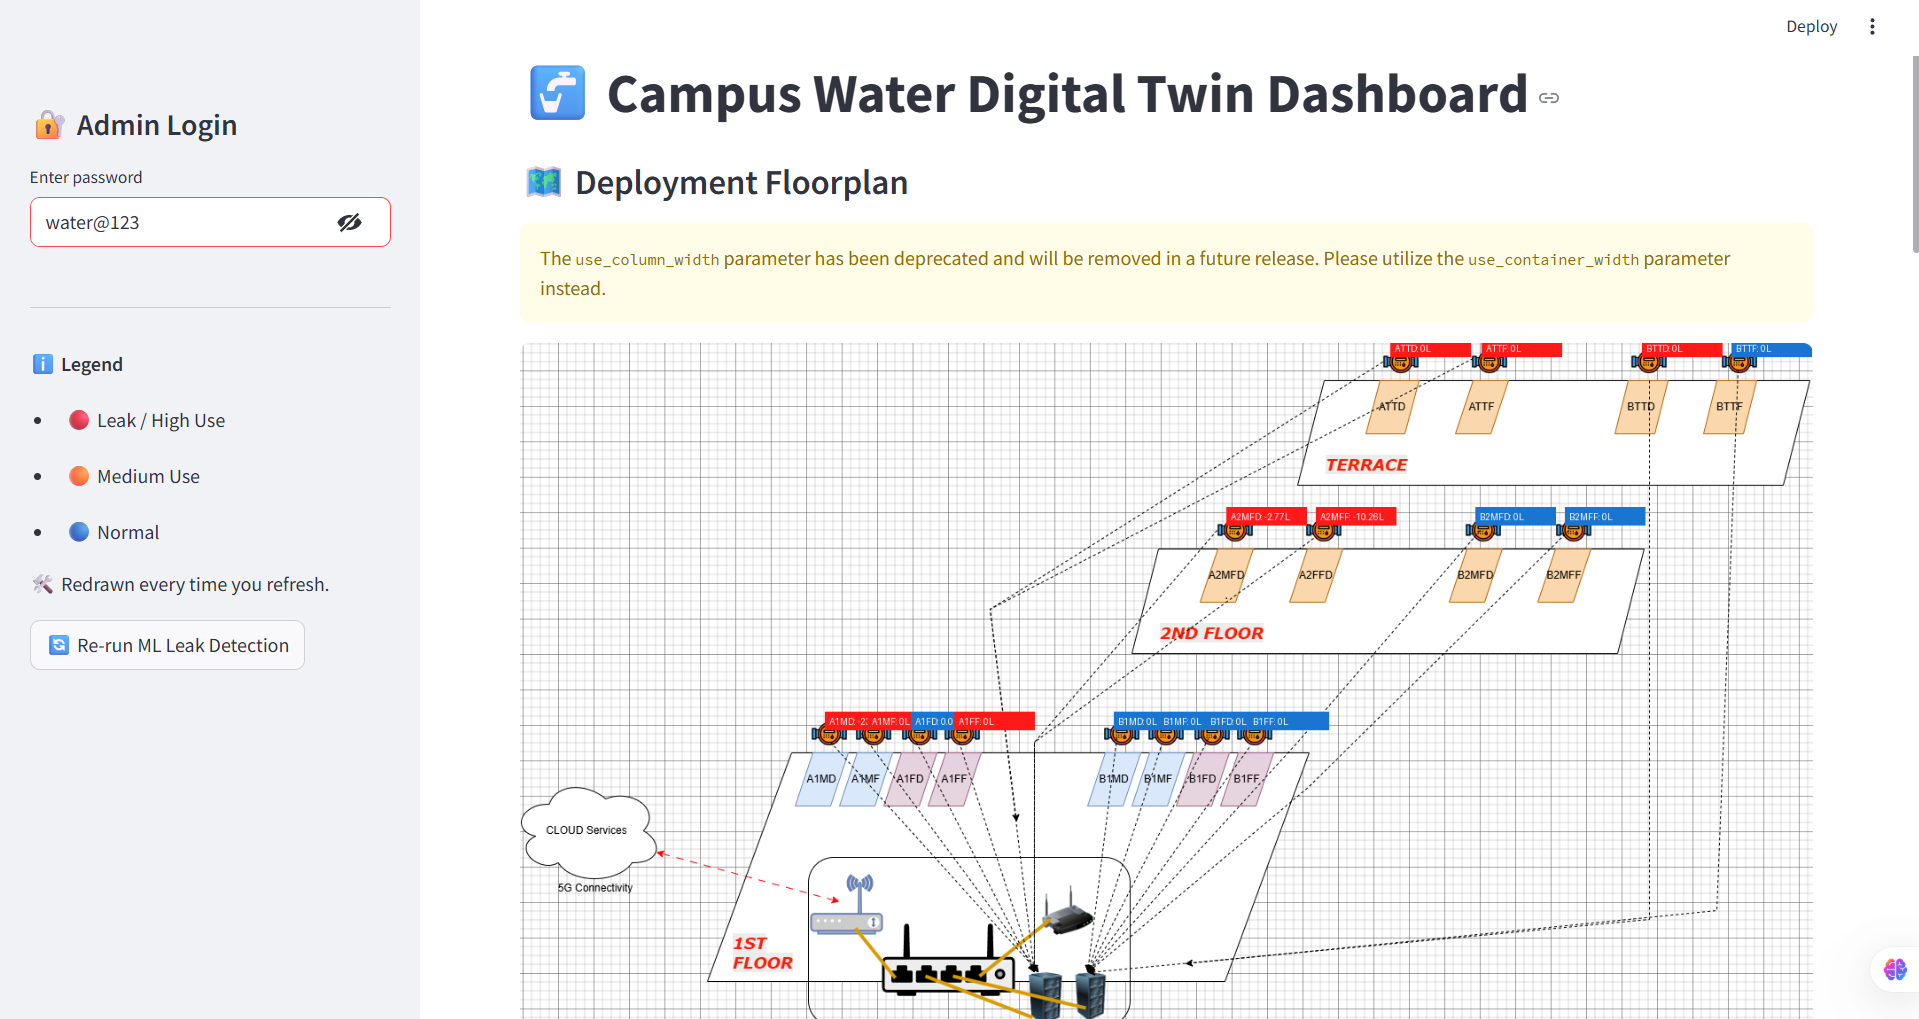 Deploy
Admin Login
Enter password
water@123
Legend
Leak / High Use
Medium Use
Normal
Redrawn every time you refresh.
Re-run ML Leak Detection
Campus Water Digital Twin Dashboard
Deployment Floorplan
The use_column_width parameter has been deprecated and will be removed in a future release. Please utilize the use_container_width parameter
instead.
ATTD: 0L
ATTF: 0L
BTTD: 0L
BTTF: 0L
ATTD
ATTF
BTTD
BTTF
TERRACE
A2MFD: -2.77L
A2MFF: -10.26L
B2MFD: 0L
B2MFF: 0L
A2MFD
A2FFD
B2MFD
B2MFF
2ND FLOOR
A1MD: -2
A1MF: 0L
A1FD: 0.0
A1FF: 0L
B1MD: 0L
B1MF: 0L
B1FD: 0L
B1FF: 0L
A1MD
A1MF
A1FD
A1FF
B1MD
B1MF
B1FD
B1FF
CLOUD Services
5G Connectivity
1ST
FLOOR